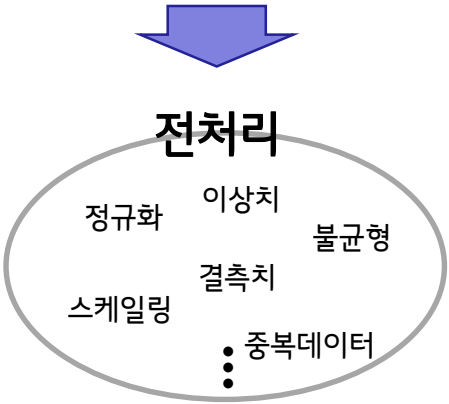 전처리
이상치
정규화
불균형
결측치
스케일링
중복데이터